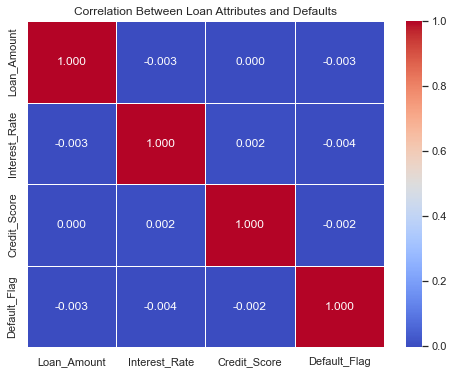 Correlation Between Loan Attributes and Defaults
Loan_Amount 1.000 -0.003 0.000 -0.003
Interest_Rate -0.003 1.000 0.002 -0.004
Credit_Score 0.000 0.002 1.000 -0.002
Default_Flag -0.003 -0.004 -0.002 1.000
Loan_Amount Interest_Rate Credit_Score Default_Flag
1.0
0.8
0.6
0.4
0.2
0.0